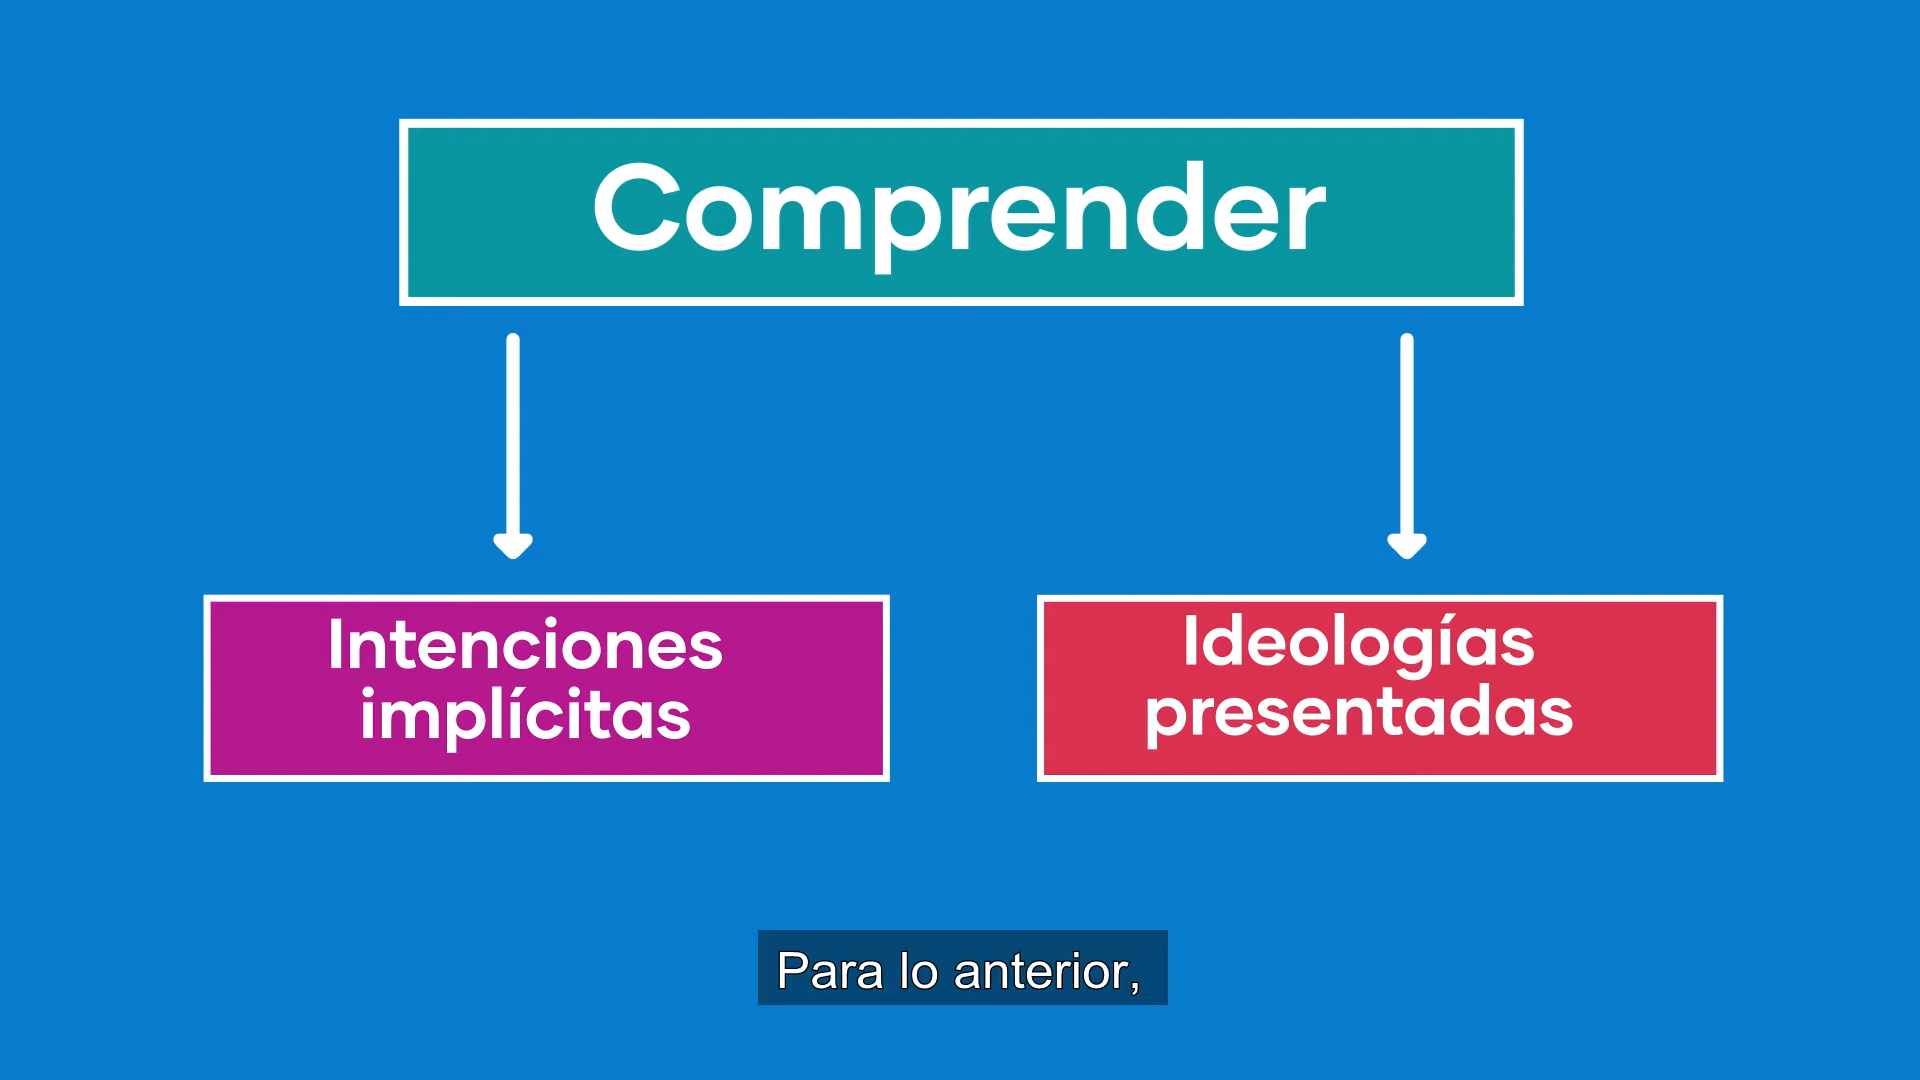 Comprender
Intenciones
implícitas
Ideologías
presentadas
Para lo anterior,